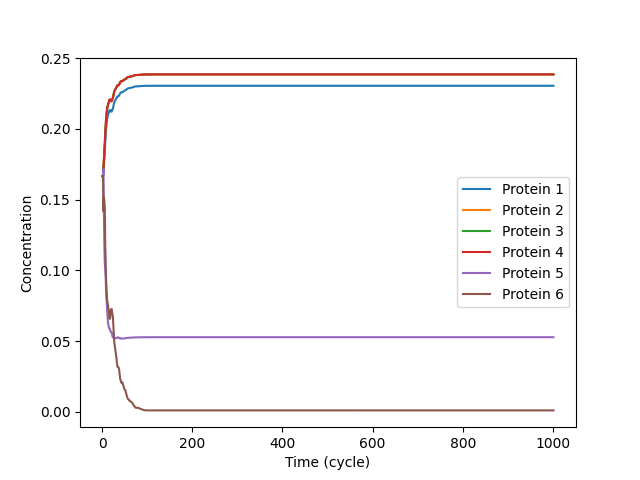 0.25
0.20
0.15
0.10
0.05
0.00
Concentration
Protein 1
Protein 2
Protein 3
Protein 4
Protein 5
Protein 6
0 200 400 600 800 1000
Time (cycle)